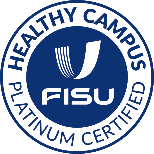 HEALTHY CAMPUS
FISU
PLATINUM CERTIFIED